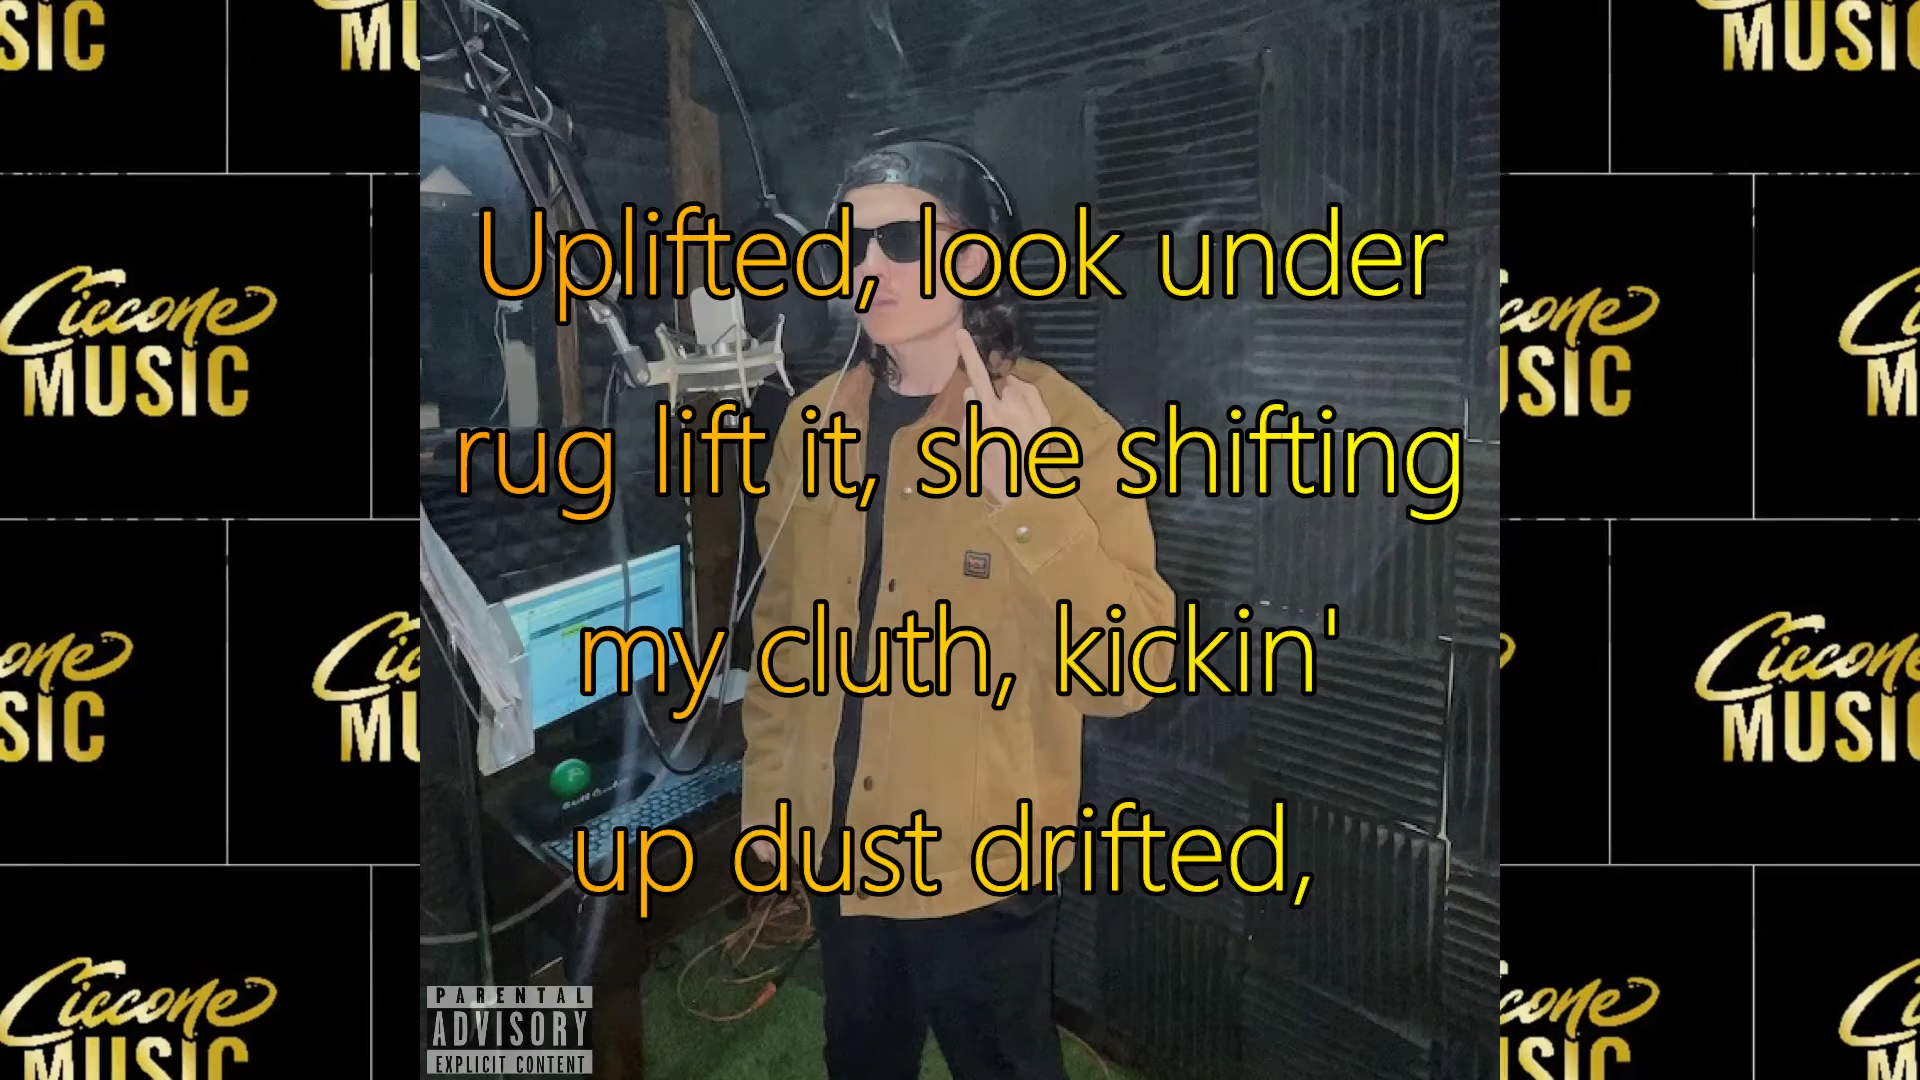 Uplifted, look under
rug lift it, she shifting
my cluth, kickin'
up dust drifted,
Ciccone
MUSIC
PARENTAL
ADVISORY
EXPLICIT CONTENT